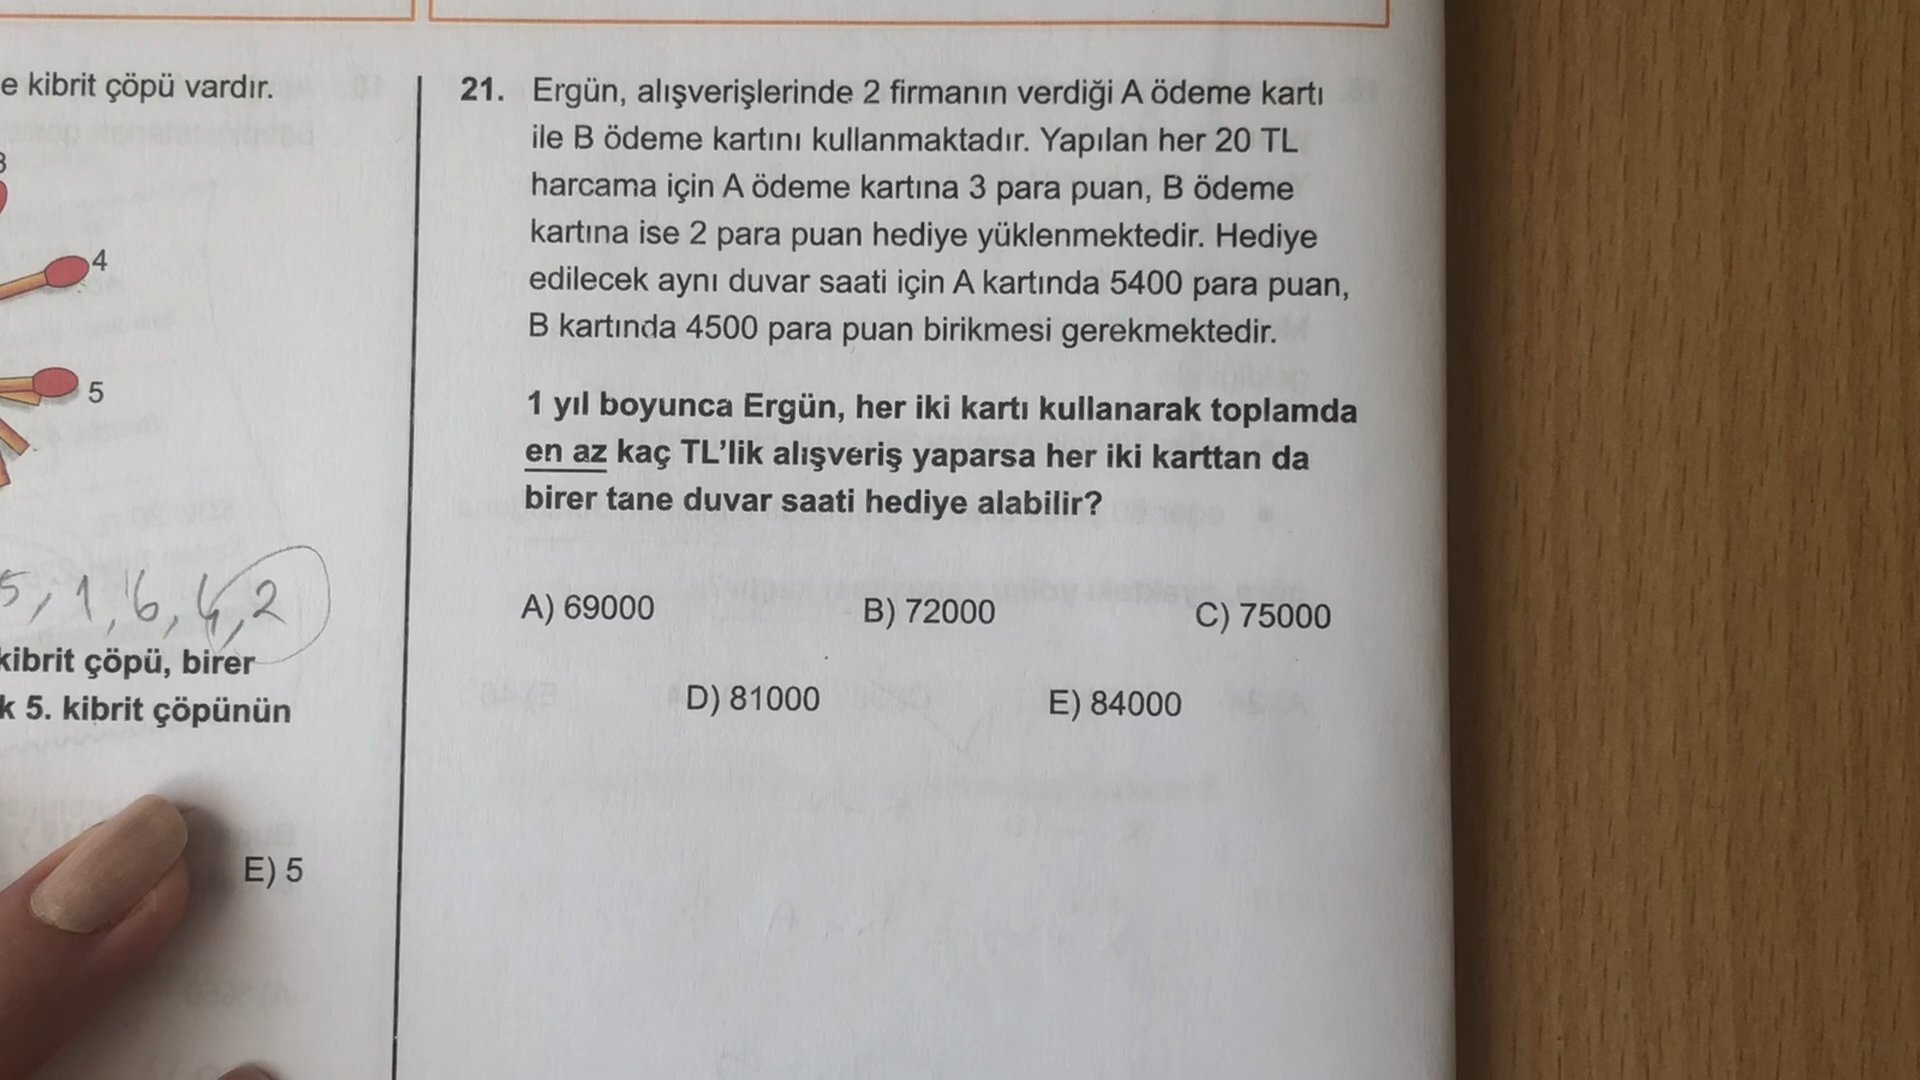 e kibrit çöpü vardır.
4
5
5, 1, 6, 4, 2
kibrit çöpü, birer
k 5. kibrit çöpünün
E) 5
21. Ergün, alışverişlerinde 2 firmanın verdiği A ödeme kartı
ile B ödeme kartını kullanmaktadır. Yapılan her 20 TL
harcama için A ödeme kartına 3 para puan, B ödeme
kartına ise 2 para puan hediye yüklenmektedir. Hediye
edilecek aynı duvar saati için A kartında 5400 para puan,
B kartında 4500 para puan birikmesi gerekmektedir.
1 yıl boyunca Ergün, her iki kartı kullanarak toplamda
en az kaç TL'lik alışveriş yaparsa her iki karttan da
birer tane duvar saati hediye alabilir?
A) 69000 B) 72000 C) 75000
D) 81000 E) 84000